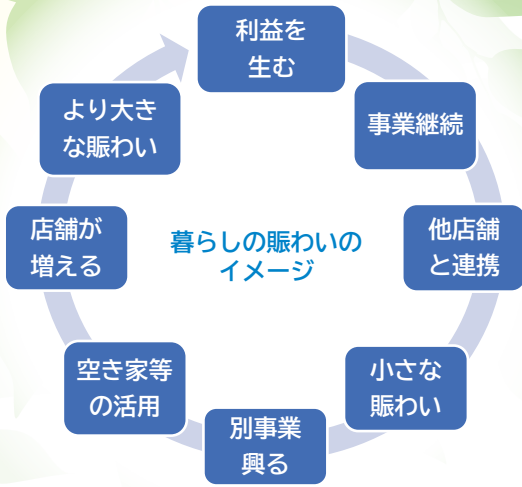 利益を
生む
事業継続
他店舗
と連携
小さな
賑わい
別事業
興る
空き家等
の活用
店舗が
増える
より大き
な賑わい
暮らしの賑わいの
イメージ